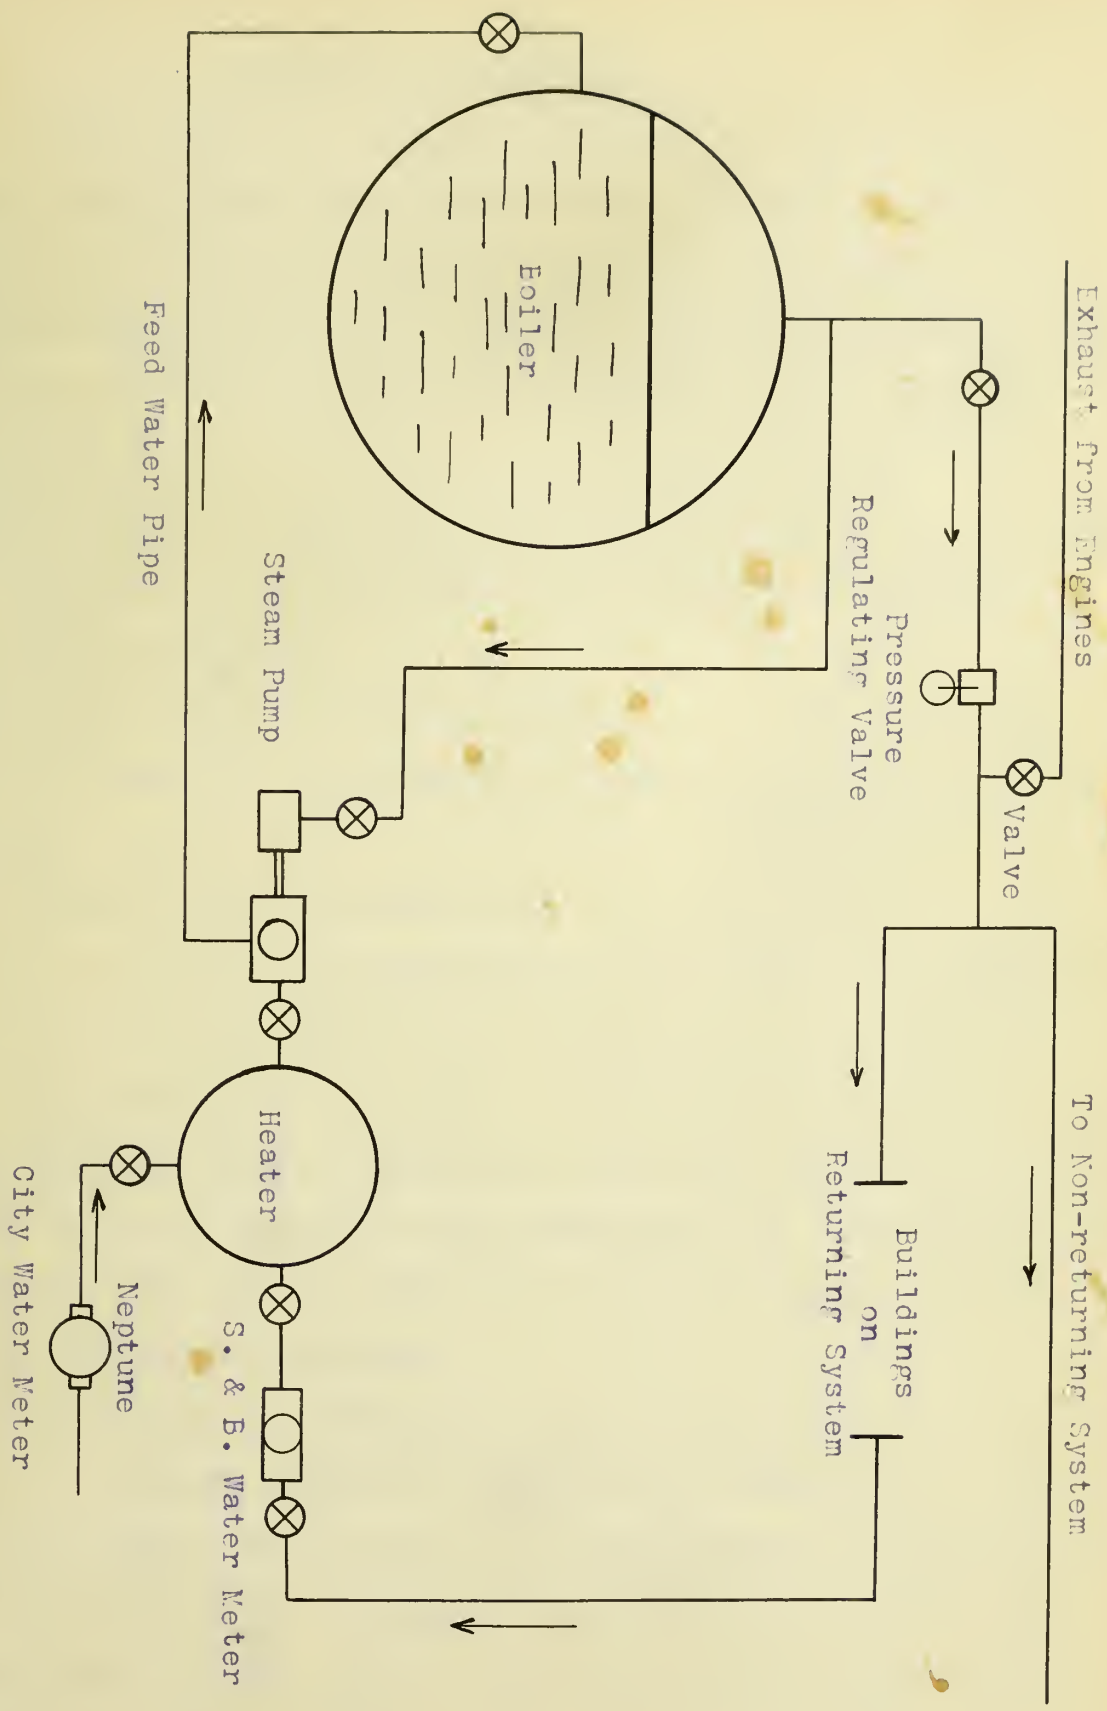 Exhaust from Engines
To Non-returning System
Valve
Pressure
Regulating Valve
Buildings
on
Returning System
Boiler
Steam Pump
Heater
S. & B. Water Meter
Feed Water Pipe
Neptune
City Water Meter